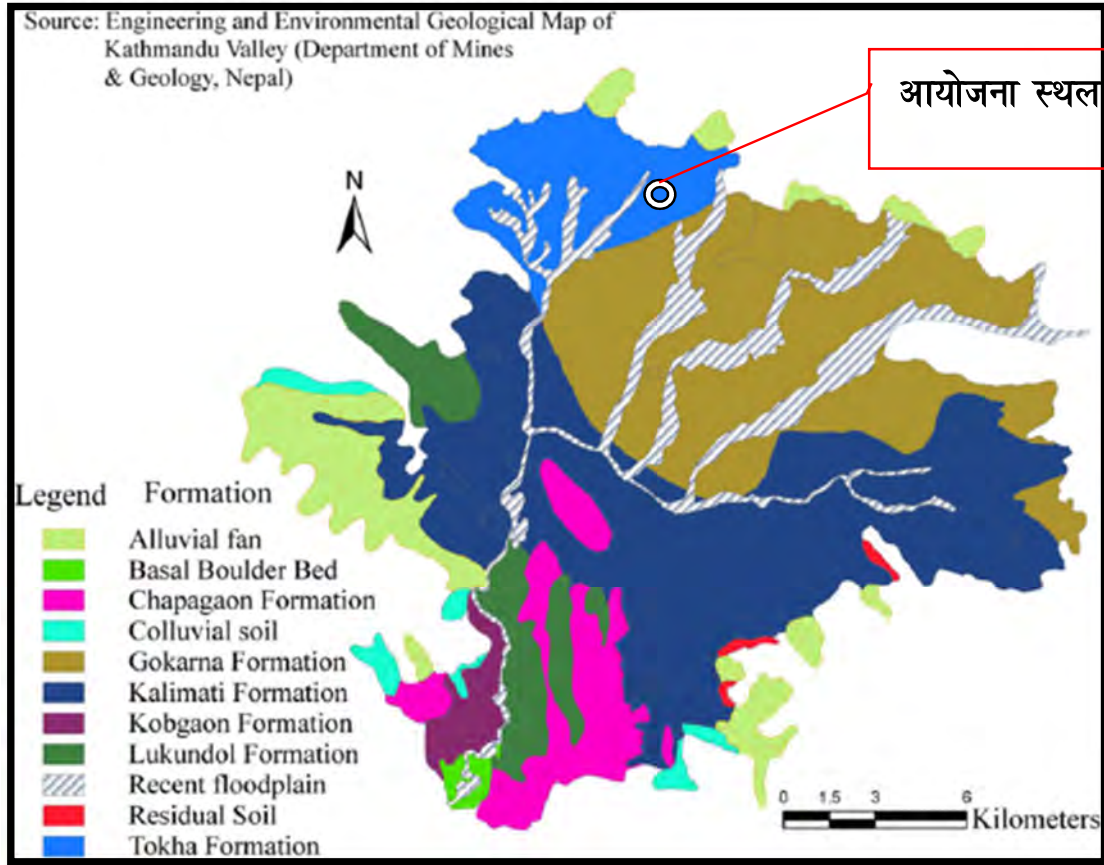 Source: Engineering and Environmental Geological Map of
Kathmandu Valley (Department of Mines
& Geology, Nepal)
आयोजना स्थल
N
Legend Formation
Alluvial fan
Basal Boulder Bed
Chapagaon Formation
Colluvial soil
Gokarna Formation
Kalimati Formation
Kobgaon Formation
Lukundol Formation
Recent floodplain
Residual Soil
Tokha Formation
0 1.5 3 6
Kilometers